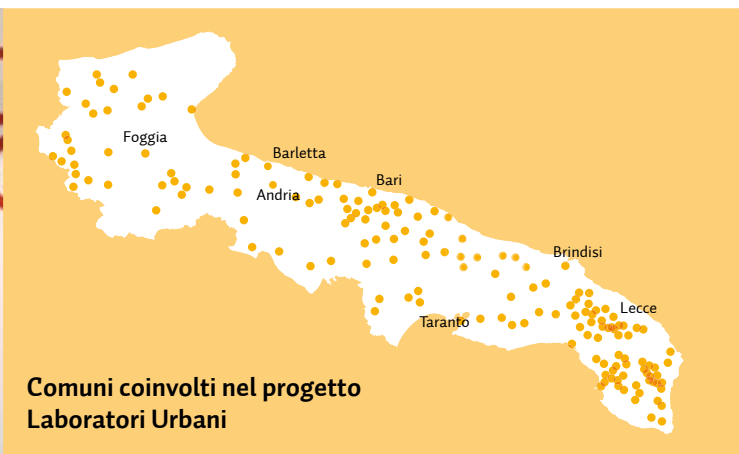 Foggia
Barletta
Andria
Bari
Brindisi
Lecce
Taranto
Comuni coinvolti nel progetto
Laboratori Urbani